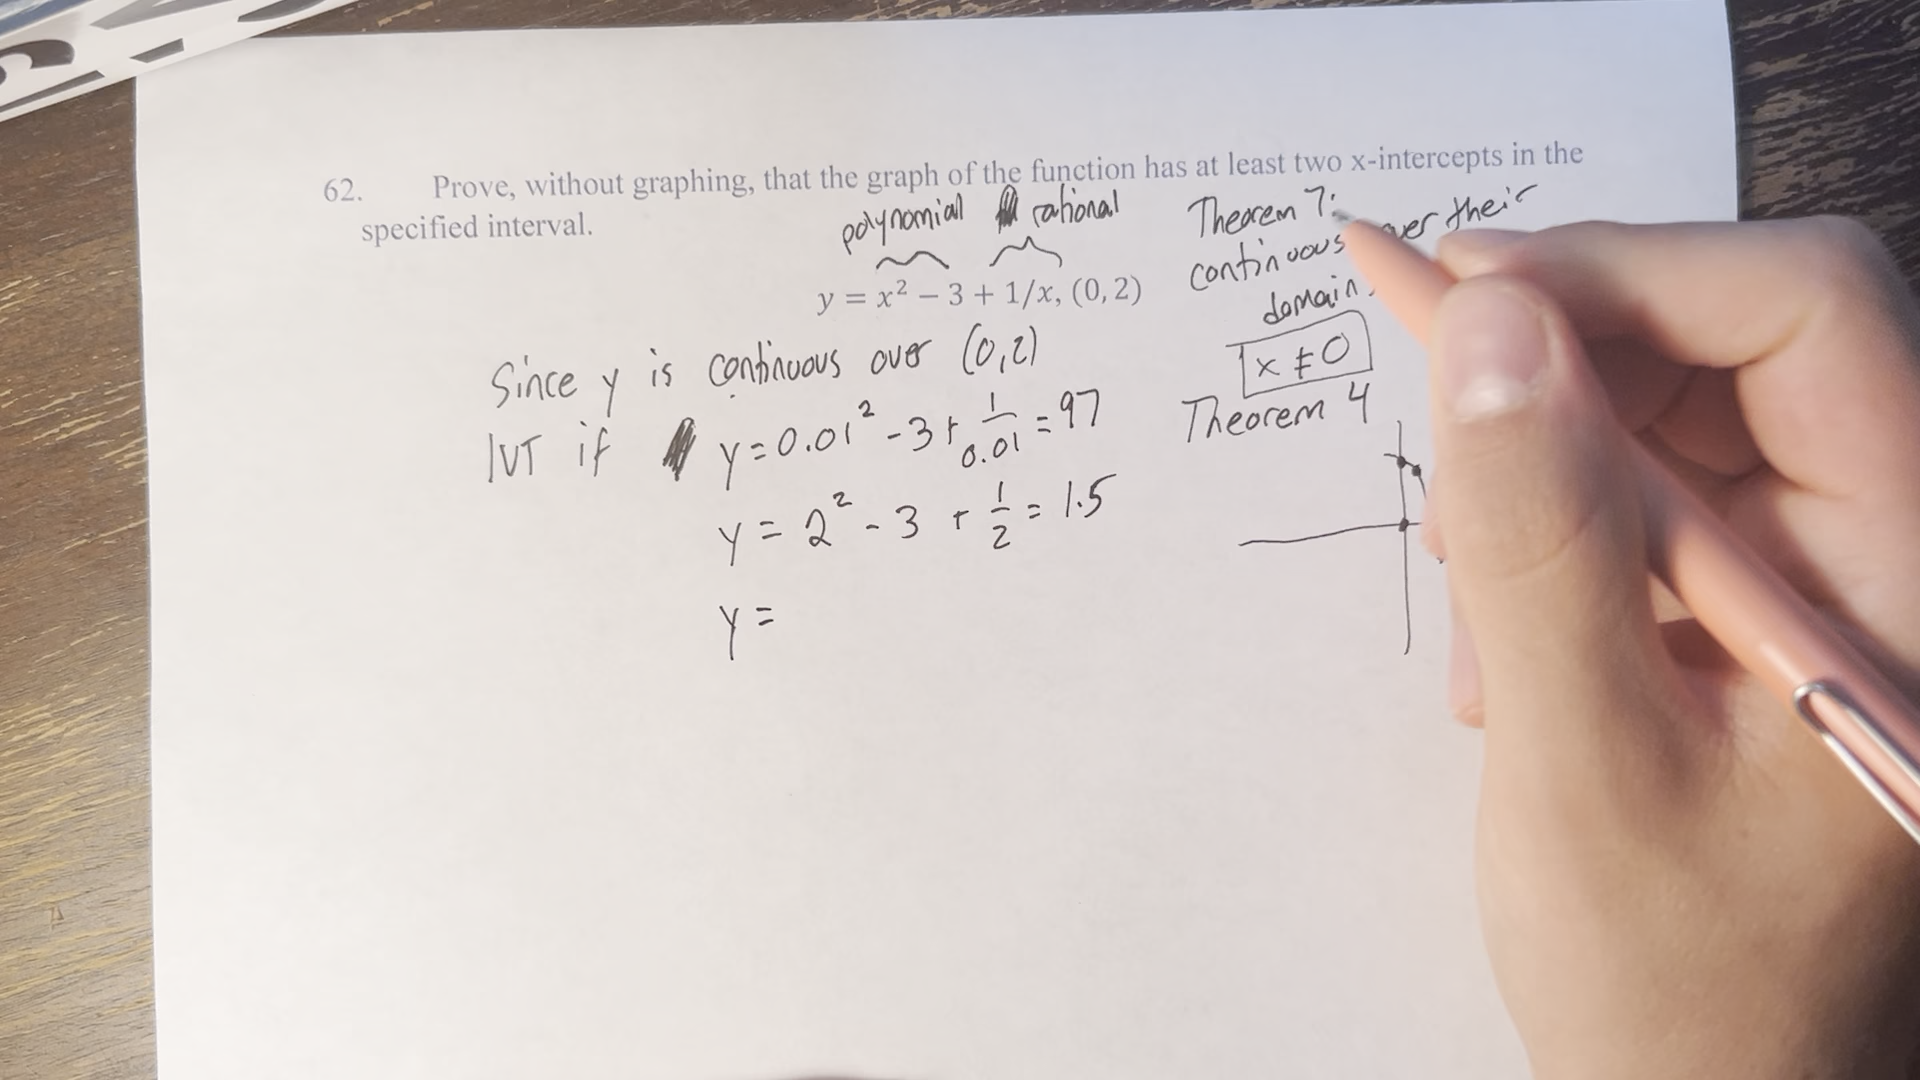 62. Prove, without graphing, that the graph of the function has at least two x-intercepts in the
specified interval.
polynomial rational
y = x² − 3 + 1/x, (0, 2)
Theorem 7:
continuous over their
domain.
x ≠ 0
Theorem 4
Since y is continuous over (0,2)
IVT if y = 0.01² - 3 + 1/0.01 = 97
y = 2² - 3 + 1/2 = 1.5
y =